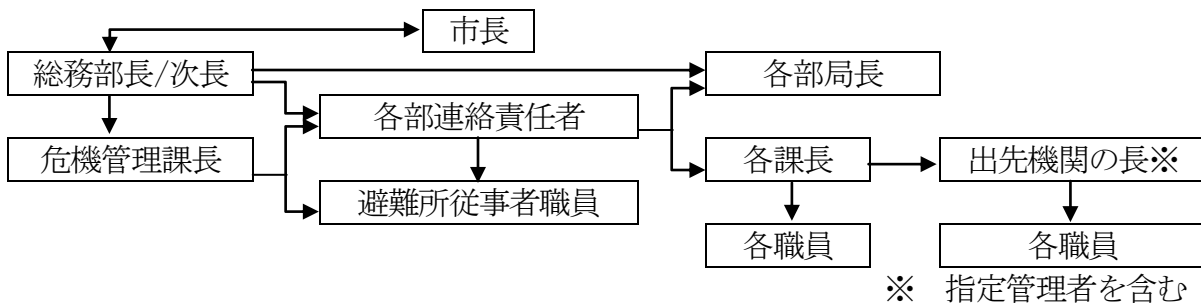 市長
総務部長/次長
各部局長
各部連絡責任者
危機管理課長
各課長
出先機関の長※
避難所従事者職員
各職員
各職員
※　指定管理者を含む